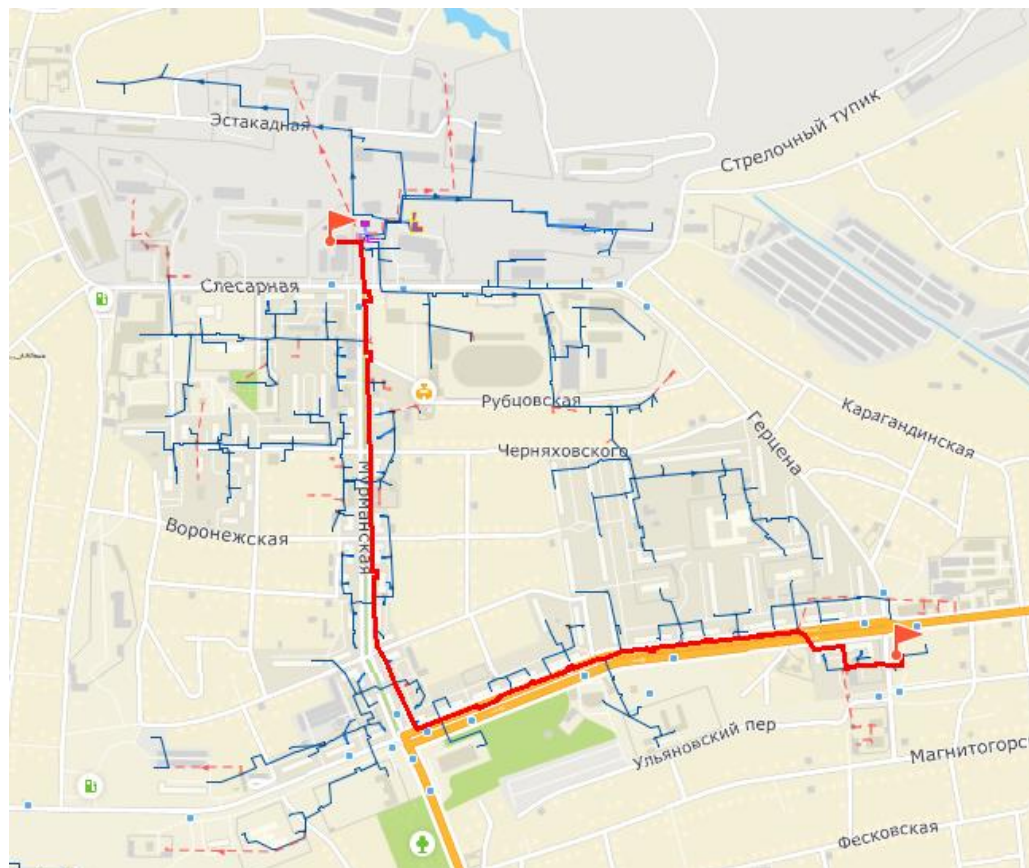 Эстакадная
Стрелочный тупик
Слесарная
Рубцовская
Карагандинская
Герцена
Черняховского
Мурманская
Воронежская
Ульяновский пер
Магнитогорс
Фесковская